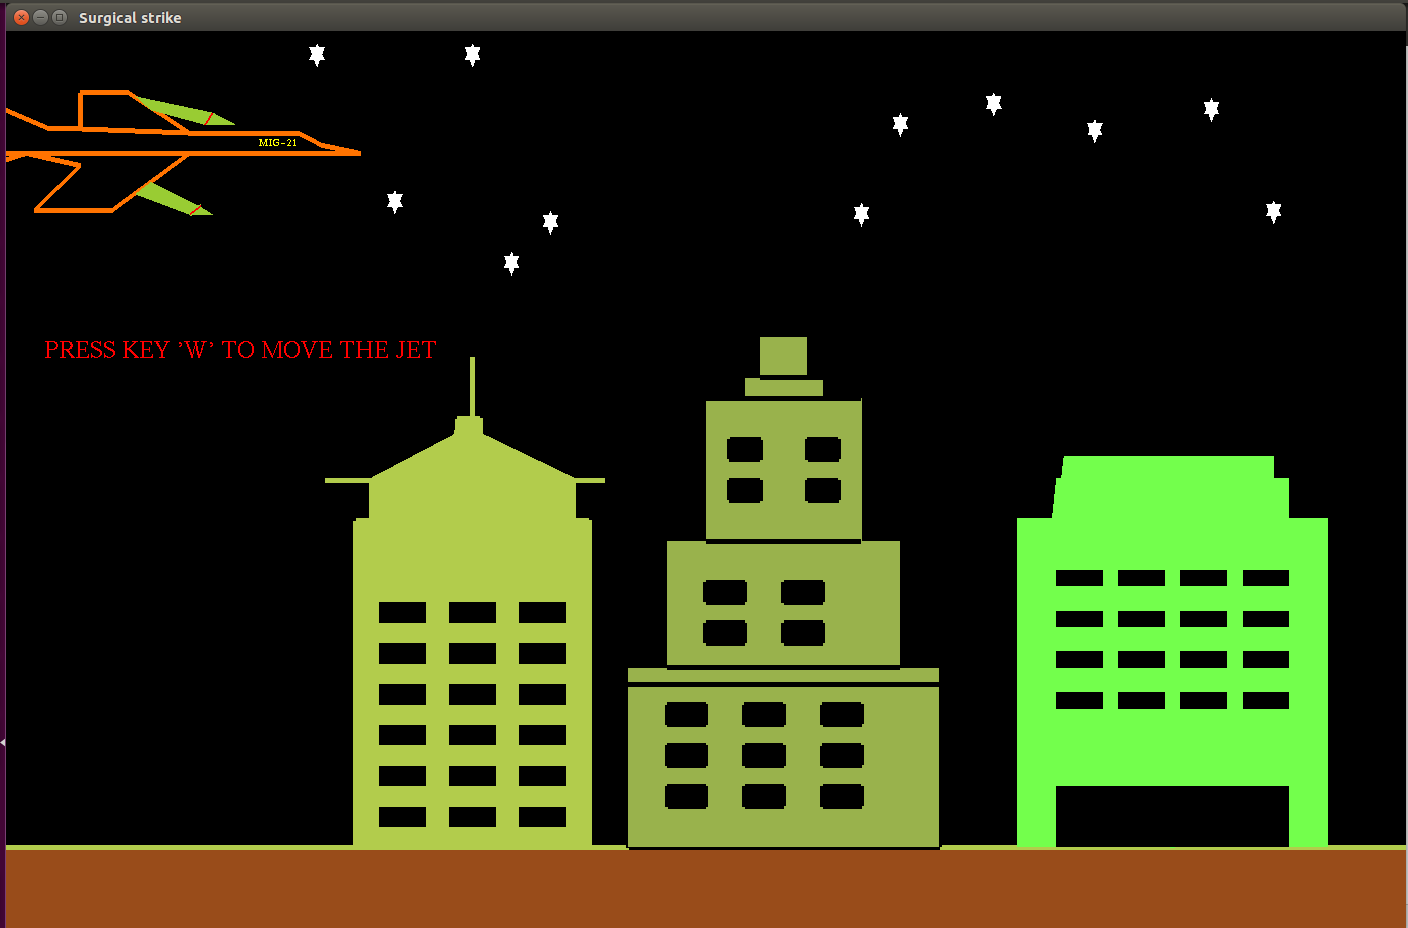 Surgical strike
MIG-21
PRESS KEY 'W' TO MOVE THE JET